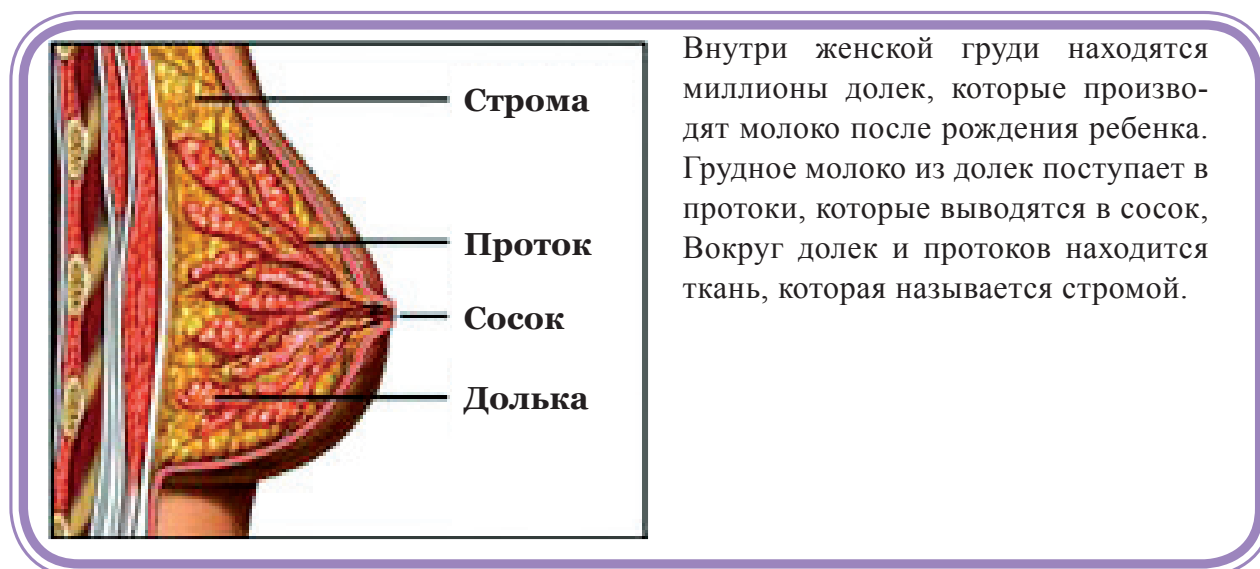 Строма
Проток
Сосок
Долька
Внутри женской груди находятся
миллионы долек, которые произво-
дят молоко после рождения ребенка.
Грудное молоко из долек поступает в
протоки, которые выводятся в сосок,
Вокруг долек и протоков находится
ткань, которая называется стромой.